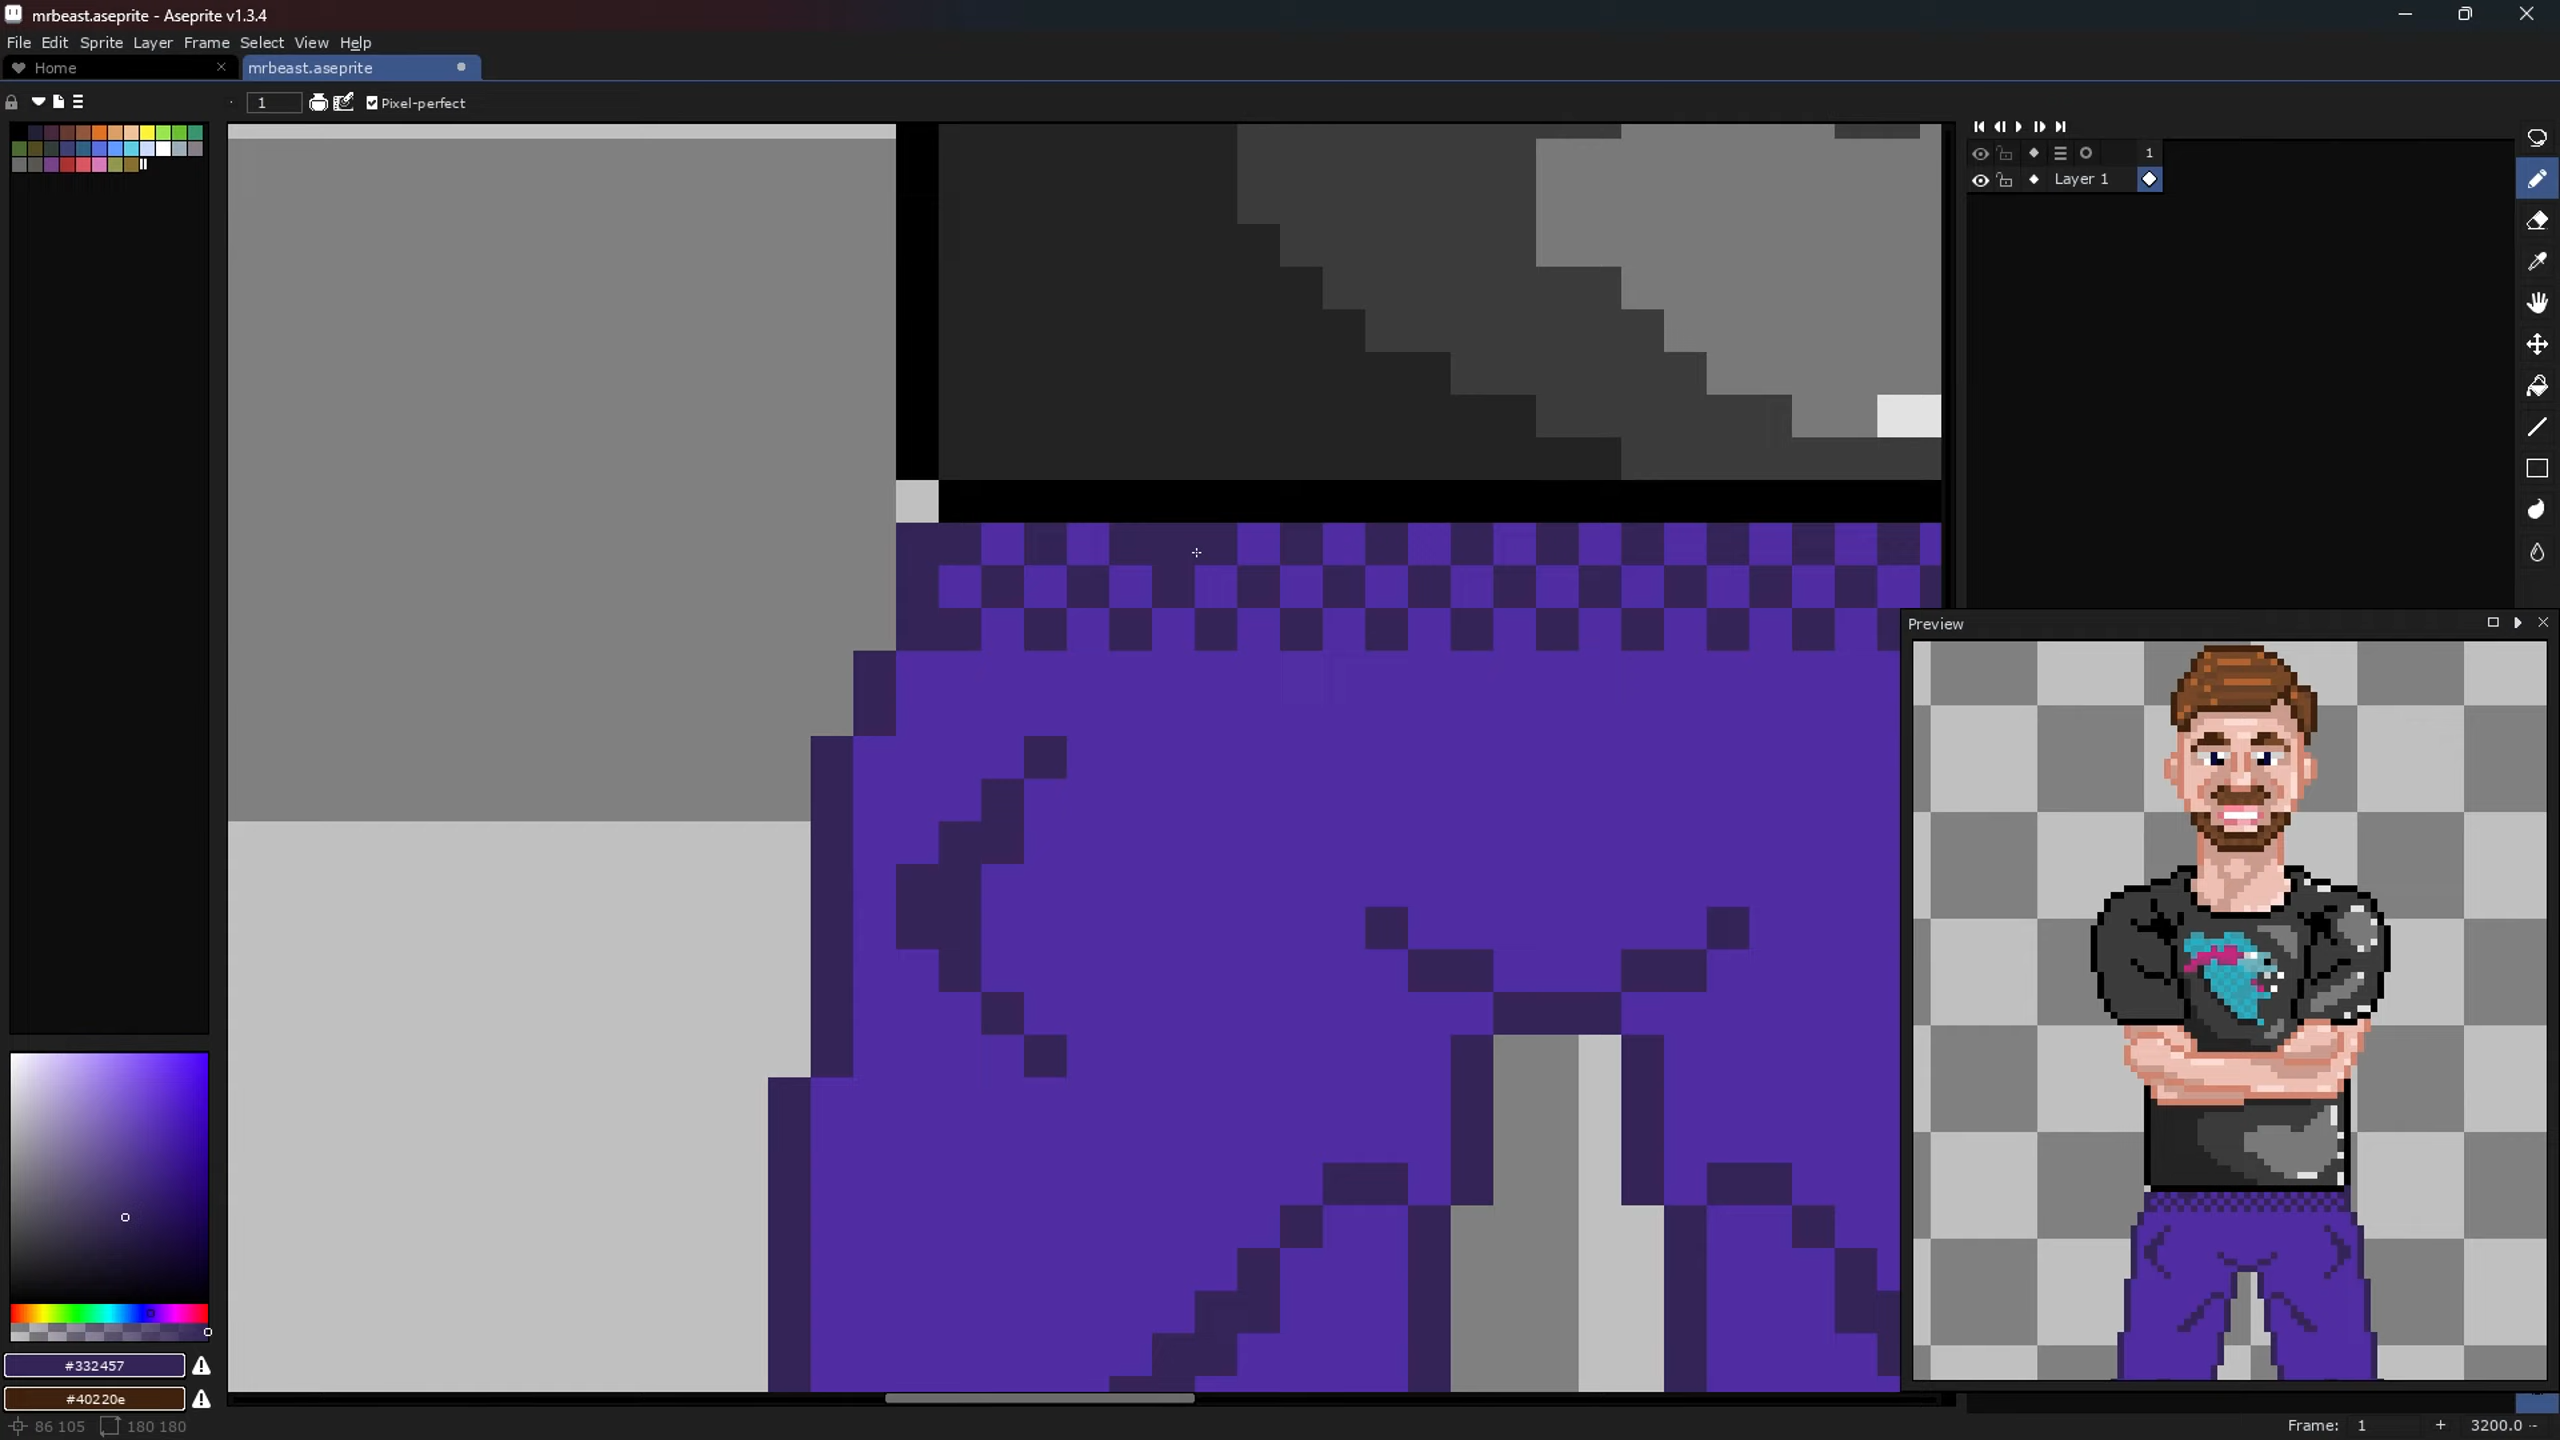 mrbeast.aseprite - Aseprite v1.3.4
File Edit Sprite Layer Frame Select View Help
Home
mrbeast.aseprite
1
Pixel-perfect
1
Layer 1
Preview
#332457
#40220e
86 105
180 180
Frame: 1
3200.0